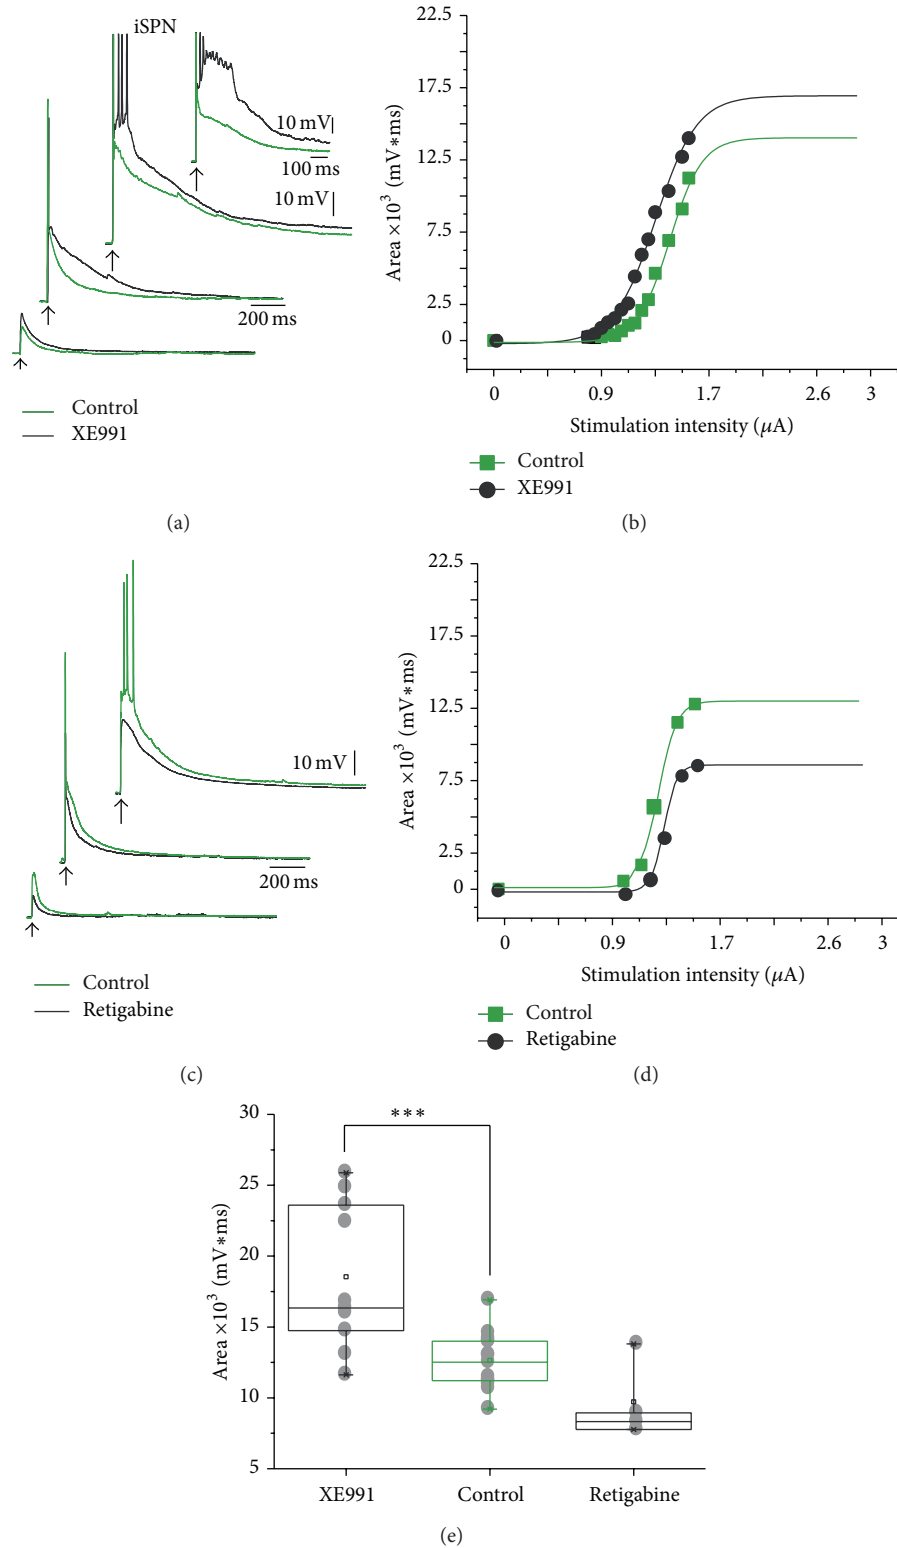 iSPN
10 mV
100 ms
10 mV
200 ms
Control
XE991
(a)
22.5
17.5
12.5
7.5
2.5
0
Area ×10³ (mV∗ms)
0 0.9 1.7 2.6 3
Stimulation intensity (μA)
Control
XE991
(b)
10 mV
200 ms
Control
Retigabine
(c)
22.5
17.5
12.5
7.5
2.5
0
Area ×10³ (mV∗ms)
0 0.9 1.7 2.6 3
Stimulation intensity (μA)
Control
Retigabine
(d)
30
25
20
15
10
5
Area ×10³ (mV∗ms)
∗∗∗
XE991 Control Retigabine
(e)